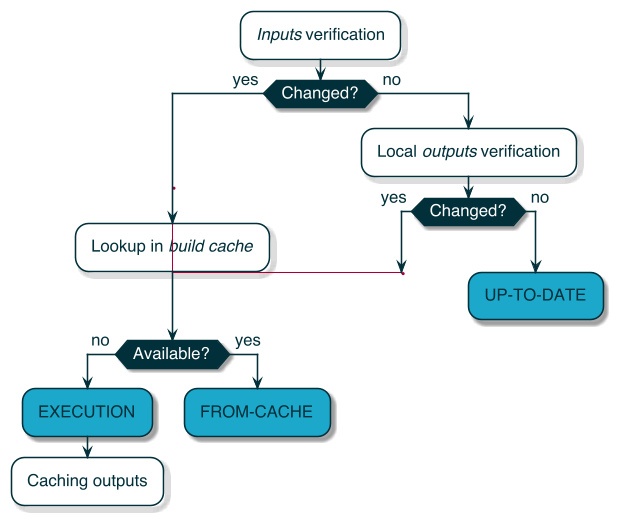 Inputs verification
yes
no
Changed?
Local outputs verification
yes
no
Changed?
Lookup in build cache
UP-TO-DATE
no
yes
Available?
EXECUTION
FROM-CACHE
Caching outputs